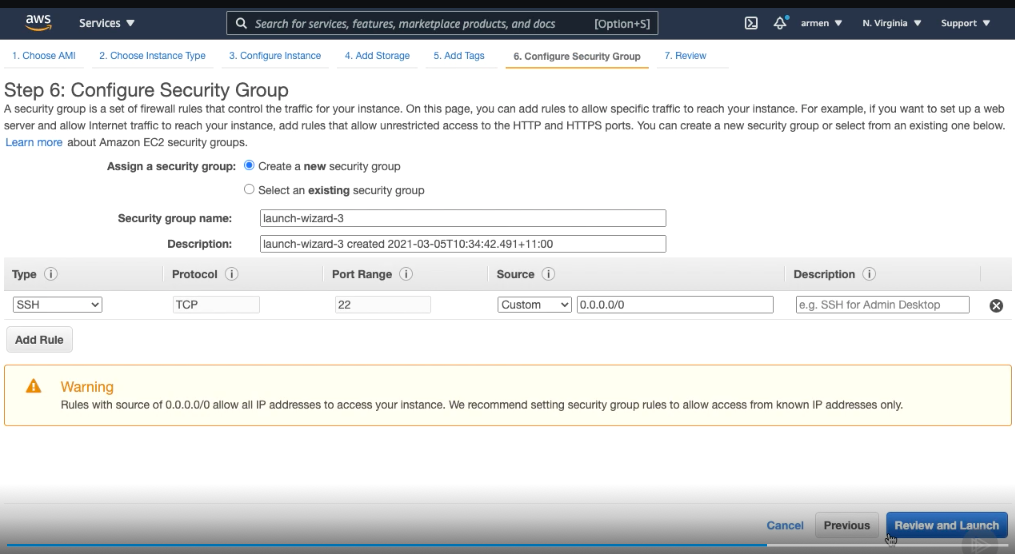 aws
Services ▼
Search for services, features, marketplace products, and docs [Option+S]
armen ▼
N. Virginia ▼
Support ▼
1. Choose AMI
2. Choose Instance Type
3. Configure Instance
4. Add Storage
5. Add Tags
6. Configure Security Group
7. Review
Step 6: Configure Security Group
A security group is a set of firewall rules that control the traffic for your instance. On this page, you can add rules to allow specific traffic to reach your instance. For example, if you want to set up a web
server and allow Internet traffic to reach your instance, add rules that allow unrestricted access to the HTTP and HTTPS ports. You can create a new security group or select from an existing one below.
Learn more about Amazon EC2 security groups.
Assign a security group: Create a new security group
Select an existing security group
Security group name: launch-wizard-3
Description: launch-wizard-3 created 2021-03-05T10:34:42.491+11:00
Type i Protocol i Port Range i Source i Description i
SSH TCP 22 Custom 0.0.0.0/0 e.g. SSH for Admin Desktop
Add Rule
Warning
Rules with source of 0.0.0.0/0 allow all IP addresses to access your instance. We recommend setting security group rules to allow access from known IP addresses only.
Cancel Previous Review and Launch